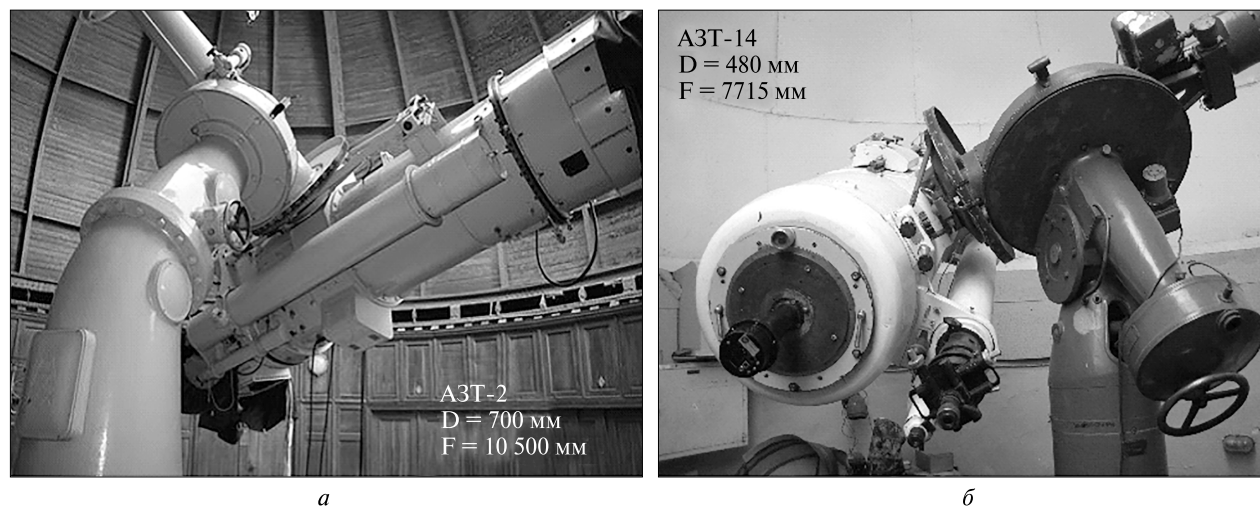 АЗТ-14
D = 480 мм
F = 7715 мм
АЗТ-2
D = 700 мм
F = 10 500 мм
а
б